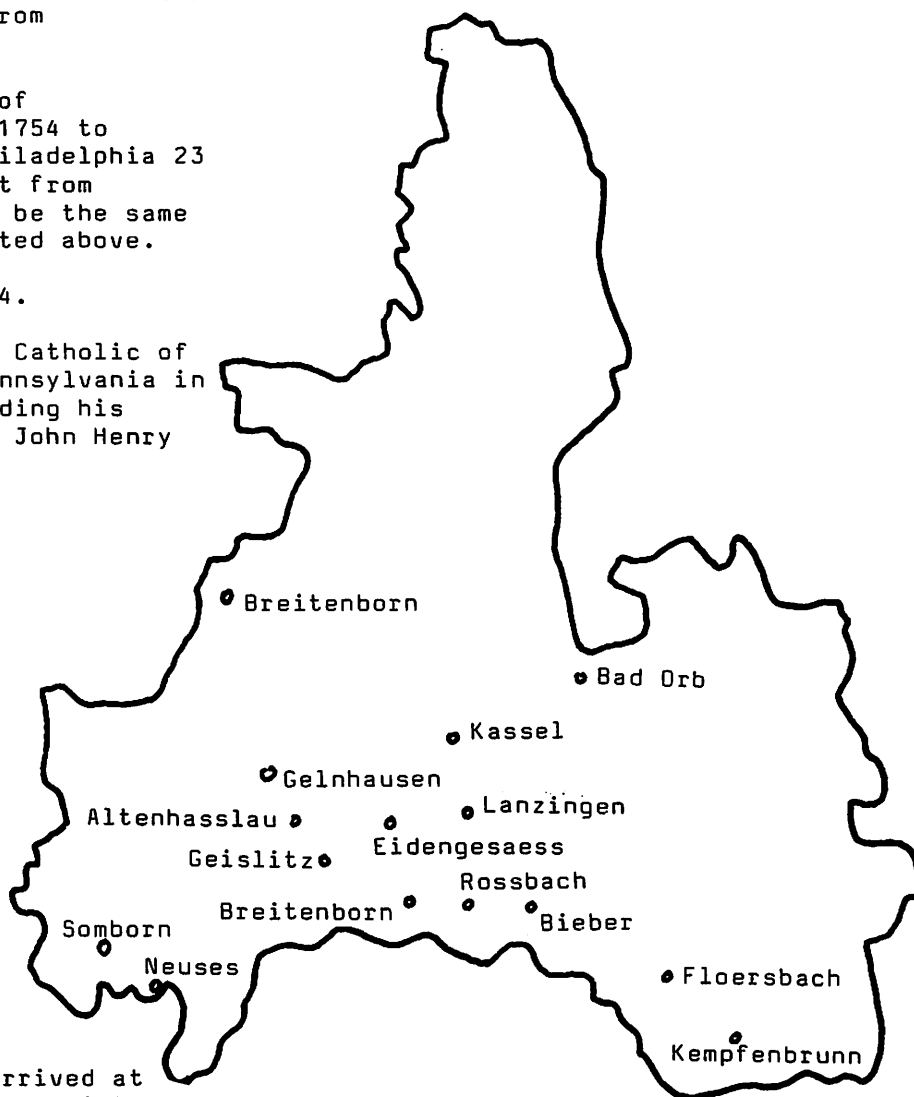 rom
of
1754 to
iladelphia 23
t from
be the same
ted above.
4.
Catholic of
nnsylvania in
ding his
John Henry
Breitenborn
Bad Orb
Kassel
Gelnhausen
Lanzingen
Altenhasslau
Eidengesaess
Geislitz
Rossbach
Breitenborn
Bieber
Somborn
Neuses
Floersbach
Kempfenbrunn
rrived at